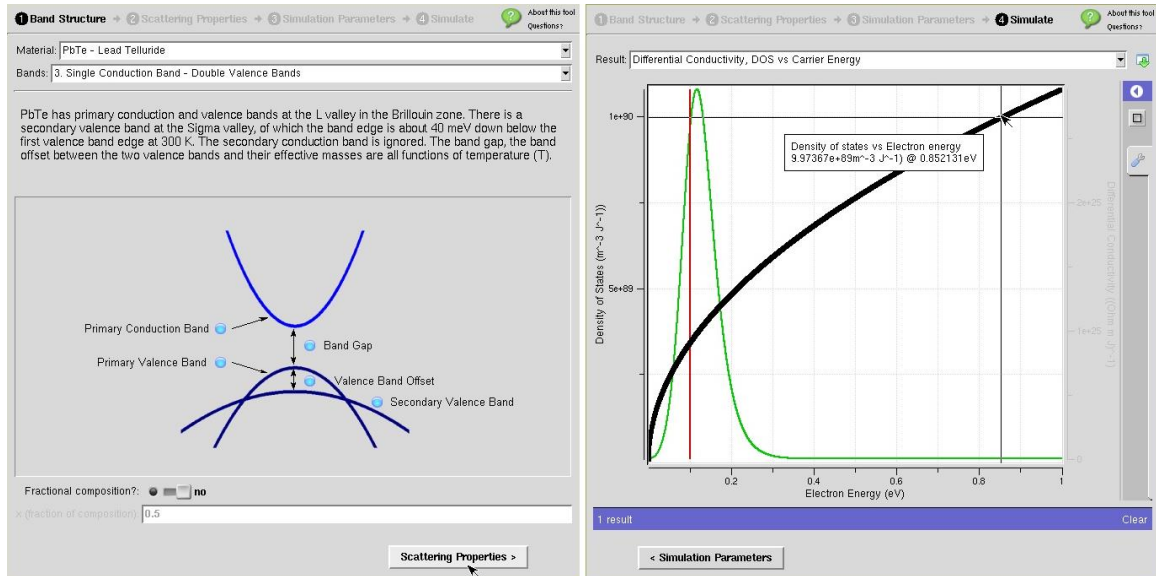 1 Band Structure → 2 Scattering Properties → 3 Simulation Parameters → 4 Simulate
? About this tool
Questions?
Material: PbTe - Lead Telluride
Bands: 3. Single Conduction Band - Double Valence Bands
PbTe has primary conduction and valence bands at the L valley in the Brillouin zone. There is a
secondary valence band at the Sigma valley, of which the band edge is about 40 meV down below the
first valence band edge at 300 K. The secondary conduction band is ignored. The band gap, the band
offset between the two valence bands and their effective masses are all functions of temperature (T).
Primary Conduction Band
Band Gap
Primary Valence Band
Valence Band Offset
Secondary Valence Band
Fractional composition?: no
x (fraction of composition): 0.5
Scattering Properties >
1 Band Structure → 2 Scattering Properties → 3 Simulation Parameters → 4 Simulate
? About this tool
Questions?
Result: Differential Conductivity, DOS vs Carrier Energy
1e+90
Density of states vs Electron energy
9.97367e+89m^-3 J^-1) @ 0.852131eV
2e+25
5e+89
1e+25
0
Density of States (m^-3 J^-1))
Differential Conductivity ((Ohm m J)^-1)
0.2 0.4 0.6 0.8 1
Electron Energy (eV)
1 result Clear
< Simulation Parameters